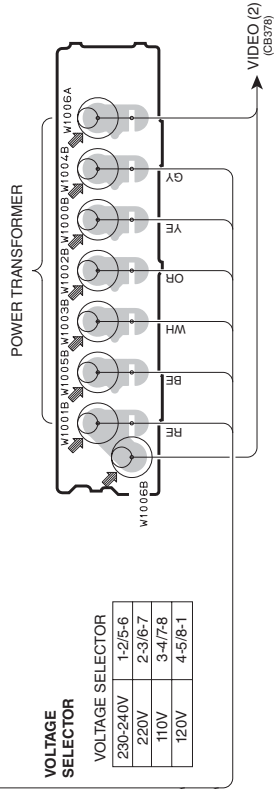 POWER TRANSFORMER
W1001B
W1005B
W1003B
W1002B
W1000B
W1004B
W1006A
W1006B
RE
BE
WH
OR
YE
GY
VIDEO (2)
(CB378)
VOLTAGE
SELECTOR
VOLTAGE SELECTOR
230-240V 1-2/5-6
220V 2-3/6-7
110V 3-4/7-8
120V 4-5/8-1